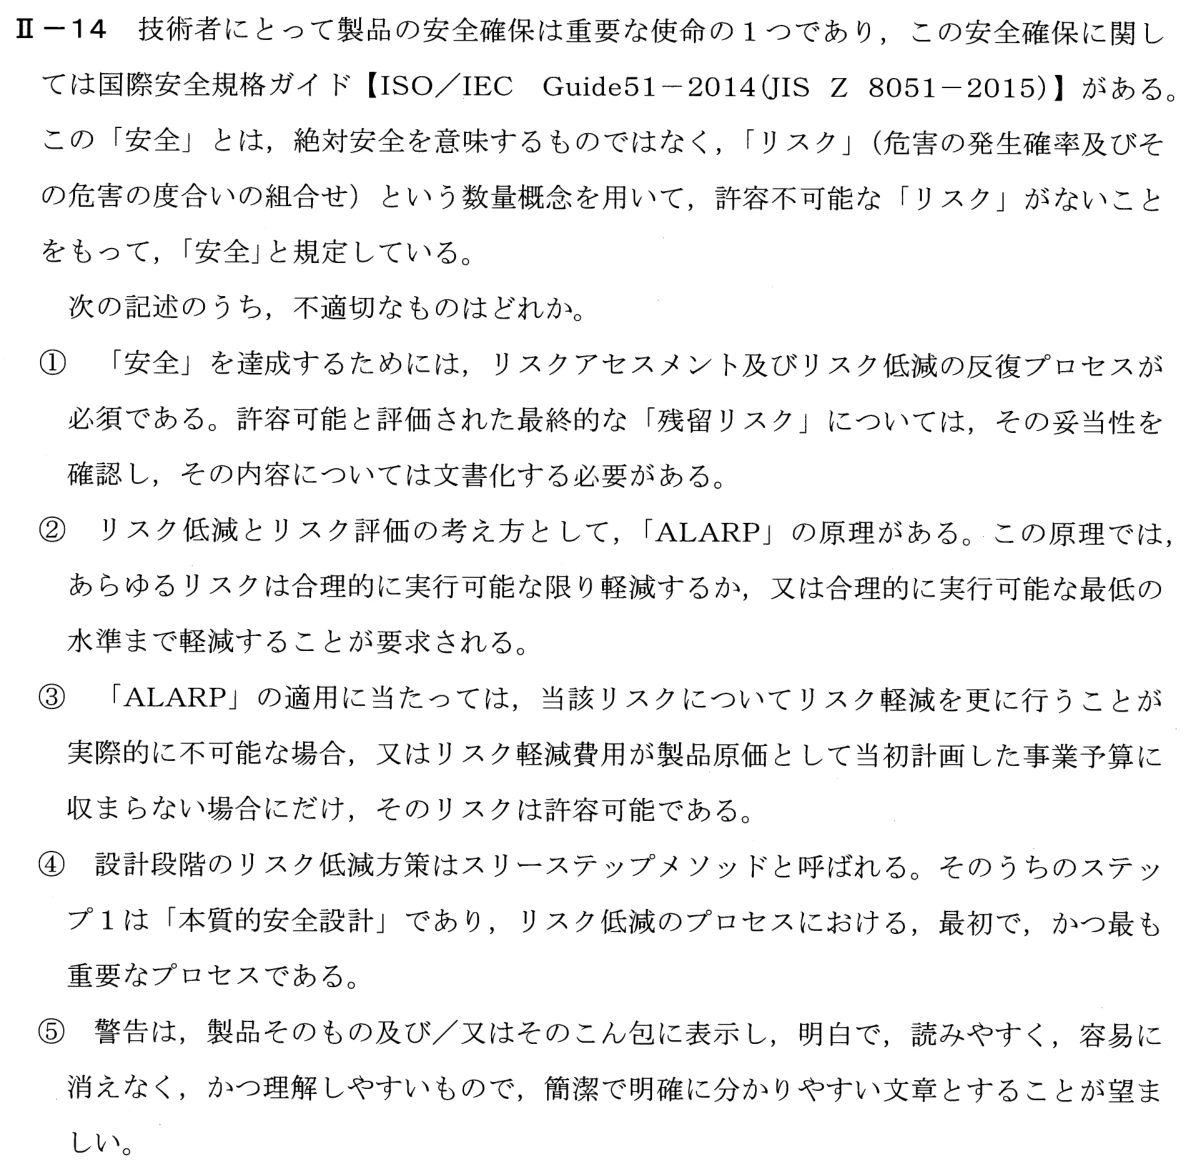 Ⅱ－14　技術者にとって製品の安全確保は重要な使命の１つであり，この安全確保に関し
ては国際安全規格ガイド【ISO／IEC　Guide51－2014(JIS Z 8051－2015)】がある。
この「安全」とは，絶対安全を意味するものではなく，「リスク」（危害の発生確率及びそ
の危害の度合いの組合せ）という数量概念を用いて，許容不可能な「リスク」がないこと
をもって，「安全」と規定している。
次の記述のうち，不適切なものはどれか。
①　「安全」を達成するためには，リスクアセスメント及びリスク低減の反復プロセスが
必須である。許容可能と評価された最終的な「残留リスク」については，その妥当性を
確認し，その内容については文書化する必要がある。
②　リスク低減とリスク評価の考え方として，「ALARP」の原理がある。この原理では，
あらゆるリスクは合理的に実行可能な限り軽減するか，又は合理的に実行可能な最低の
水準まで軽減することが要求される。
③　「ALARP」の適用に当たっては，当該リスクについてリスク軽減を更に行うことが
実際的に不可能な場合，又はリスク軽減費用が製品原価として当初計画した事業予算に
収まらない場合にだけ，そのリスクは許容可能である。
④　設計段階のリスク低減方策はスリーステップメソッドと呼ばれる。そのうちのステッ
プ１は「本質的安全設計」であり，リスク低減のプロセスにおける，最初で，かつ最も
重要なプロセスである。
⑤　警告は，製品そのもの及び／又はそのこん包に表示し，明白で，読みやすく，容易に
消えなく，かつ理解しやすいもので，簡潔で明確に分かりやすい文章とすることが望ま
しい。